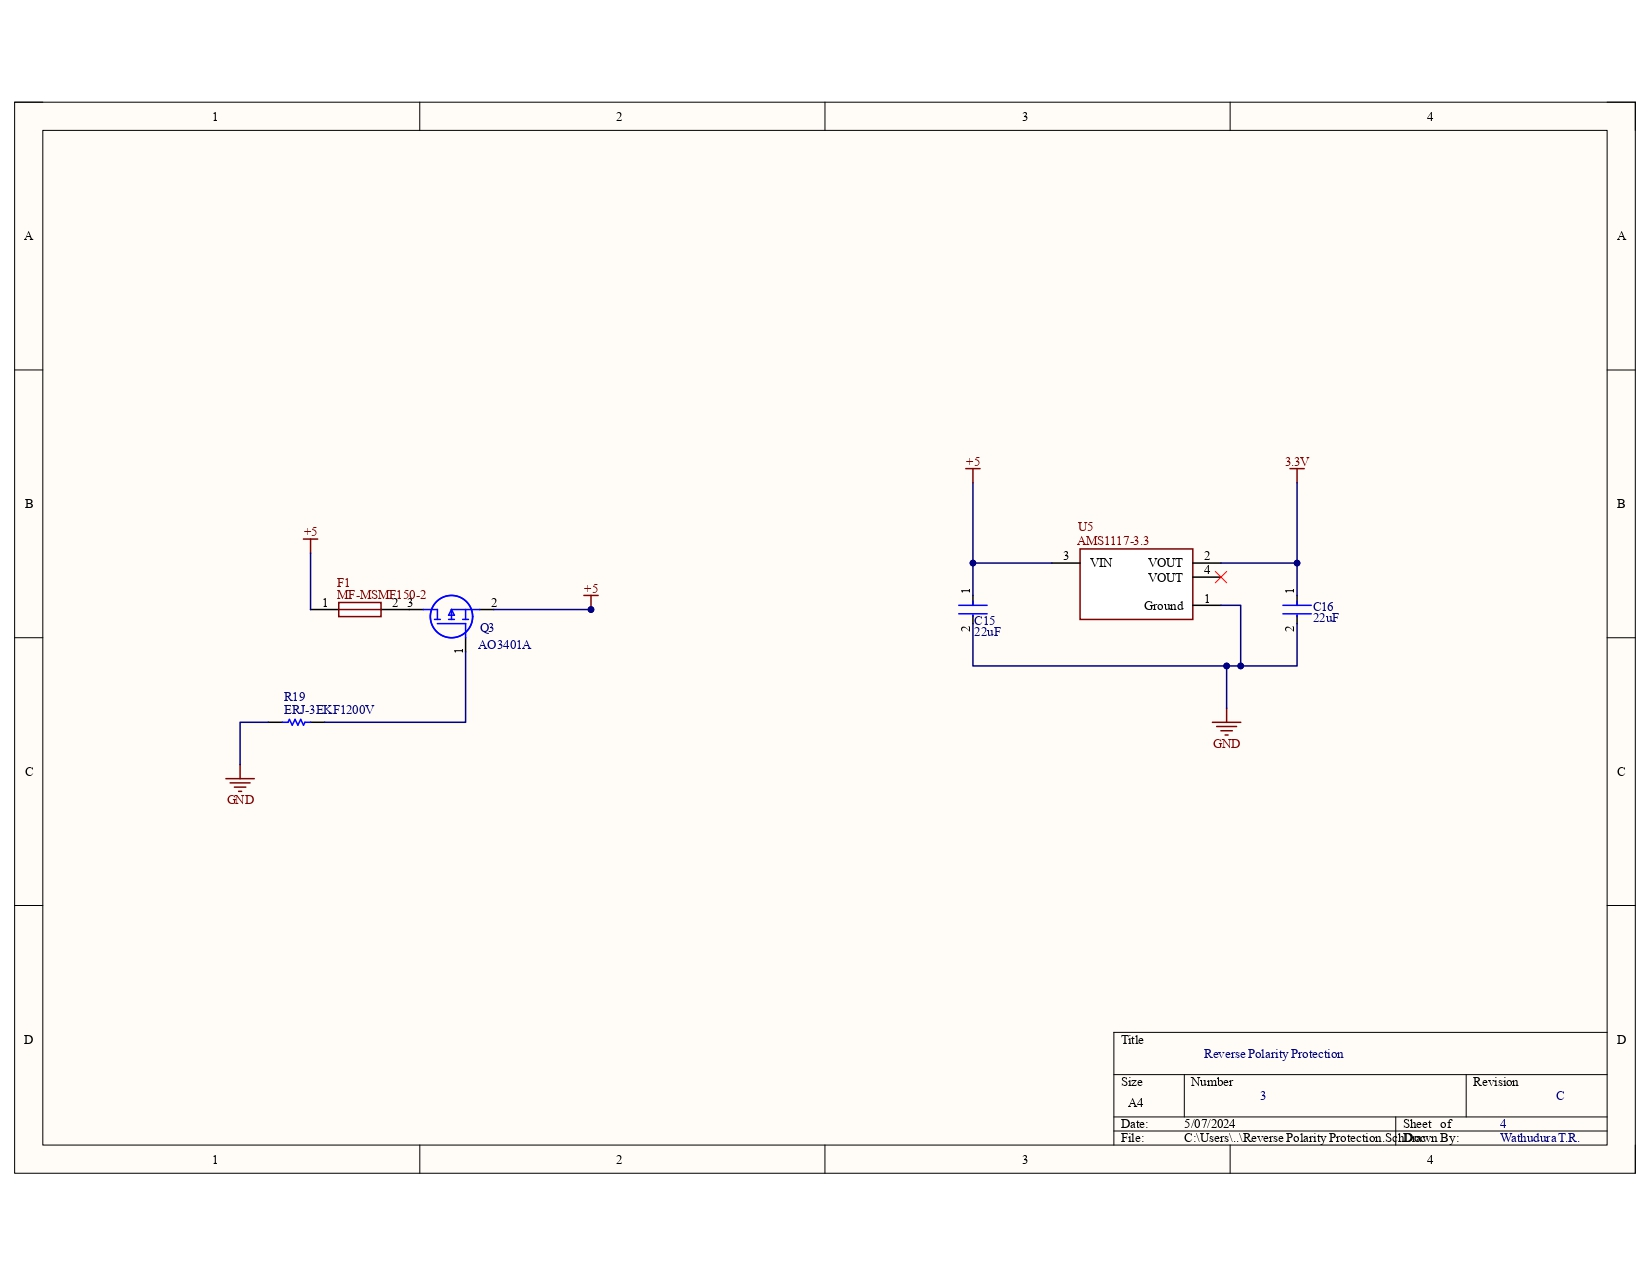 1 2 3 4
A A
B B
C C
D D
+5
F1
MF-MSME150-2
1 2 3
2
+5
Q3
AO3401A
1
R19
ERJ-3EKF1200V
GND
+5
3.3V
U5
AMS1117-3.3
3 VIN VOUT 2
VOUT 4
Ground 1
1 2 C15
22uF
1 2 C16
22uF
GND
Title
Reverse Polarity Protection
Size Number Revision
A4 3 C
Date: 5/07/2024 Sheet of 4
File: C:\Users\..\Reverse Polarity Protection.SchDoc Drawn By: Wathudura T.R.
1 2 3 4